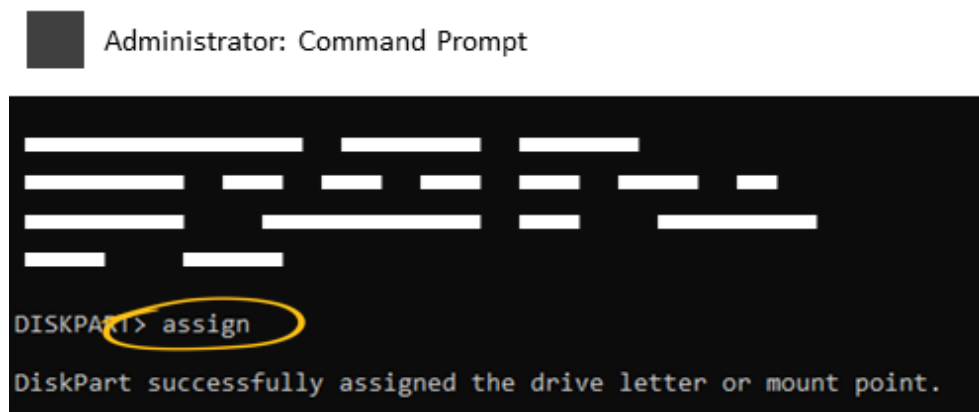 Administrator: Command Prompt
DISKPART> assign
DiskPart successfully assigned the drive letter or mount point.